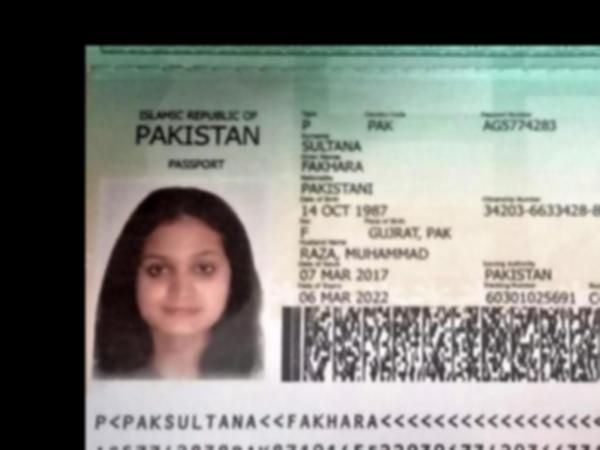 ISLAMIC REPUBLIC OF
PAKISTAN
PASSPORT
Type Country Code Passport Number
P PAK AG5774283
Surname
SULTANA
Given Names
FAKHARA
Nationality
PAKISTANI
Date of Birth Citizenship Number
14 OCT 1987 34203-6633428-8
Sex Place of Birth
F GUJRAT, PAK
Husband Name
RAZA, MUHAMMAD
Date of Issue Issuing Authority
07 MAR 2017 PAKISTAN
Date of Expiry Tracking Number
06 MAR 2022 60301025691
P<PAKSULTANA<<FAKHARA<<<<<<<<<<<<<<<<<